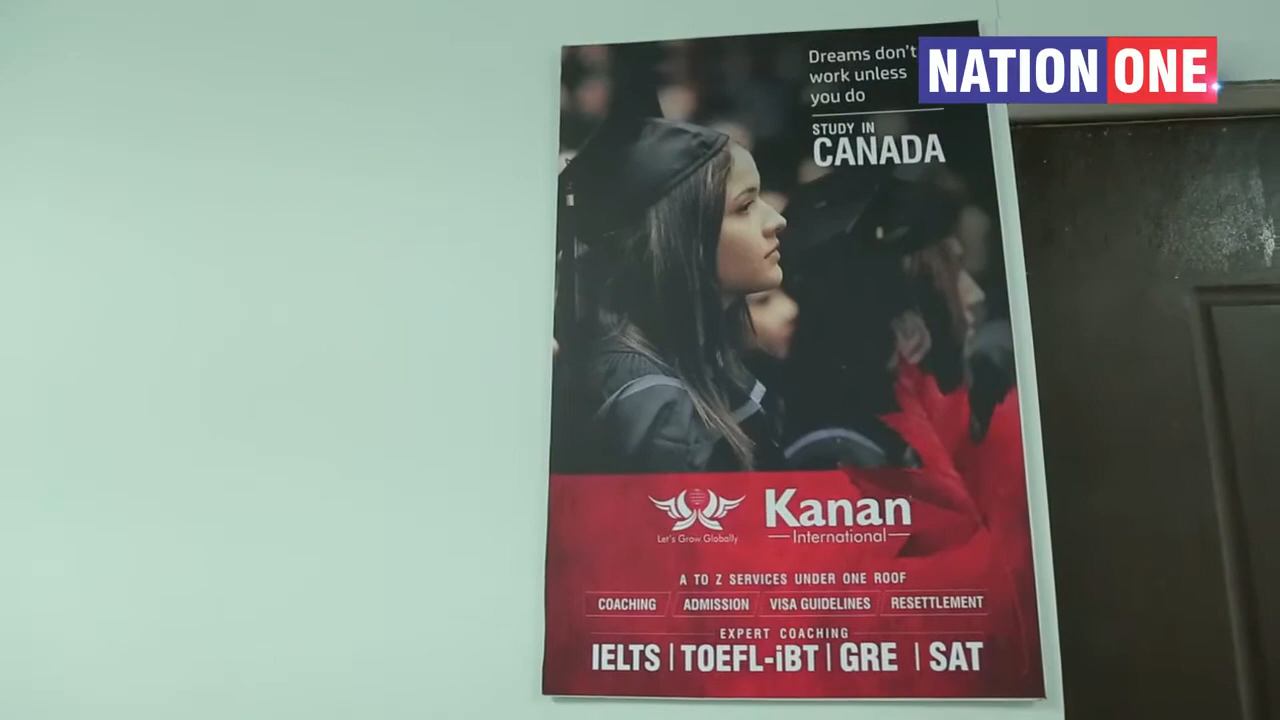 Dreams don't
work unless
you do
NATION ONE
STUDY IN
CANADA
Let's Grow Globally
Kanan
International
A TO Z SERVICES UNDER ONE ROOF
COACHING ADMISSION VISA GUIDELINES RESETTLEMENT
EXPERT COACHING
IELTS | TOEFL-iBT | GRE | SAT